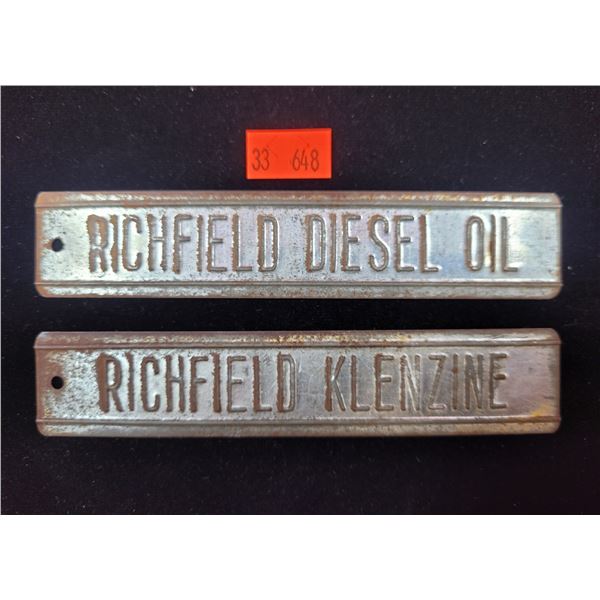 33 648
RICHFIELD DIESEL OIL
RICHFIELD KLENZINE